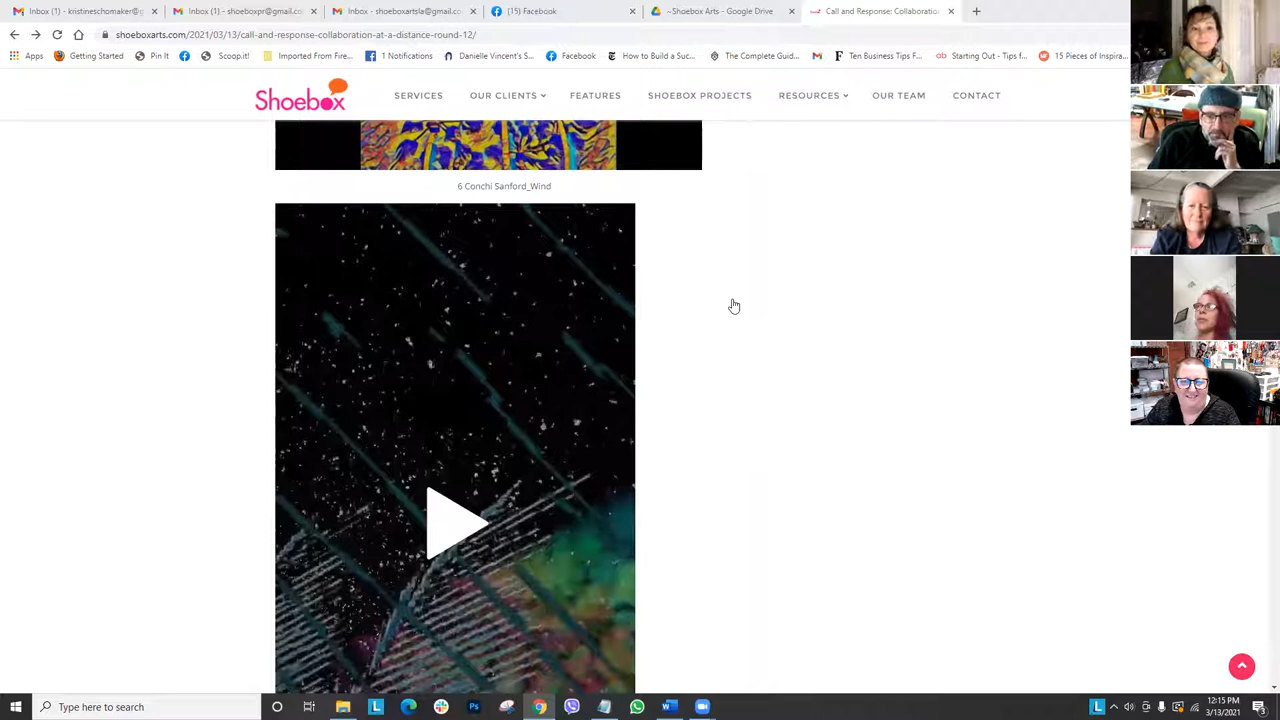 Inbox (1) - kristineschomaker@g
Inbox (1) - shoeboxpr@gmail.co
Inbox - shoeboxartsla@gmail.co
(15) Facebook
--Shoebox Arts - Google Drive
Call and Response: Collaboration
shoeboxarts.com/2021/03/13/call-and-response-collaboration-at-a-distance-round-12/
Getting Started
Pin It
Scoop.it!
Imported From Fire...
1 Notifications
Danielle Vincent's S...
Facebook
How to Build a Suc...
The Complete Guid...
Ten Business Tips F...
Starting Out - Tips f
15 Pieces of Inspira...
Shoebox
SERVICES
OUR CLIENTS
FEATURES
SHOEBOX PROJECTS
RESOURCES
OUR TEAM
CONTACT
6 Conchi Sanford_Wind
Type here to search
12:15 PM
3/13/2021